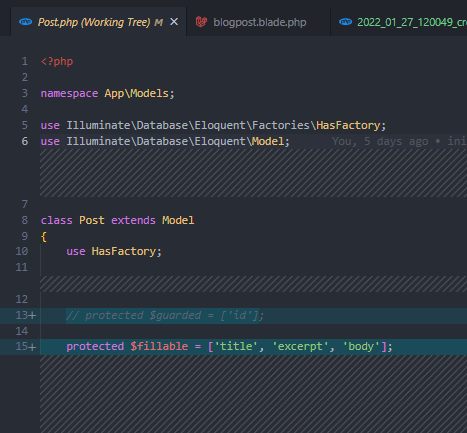 Post.php (Working Tree) M
blogpost.blade.php
2022_01_27_120049_cre
1 <?php
2
3 namespace App\Models;
4
5 use Illuminate\Database\Eloquent\Factories\HasFactory;
6 use Illuminate\Database\Eloquent\Model; You, 5 days ago • ini
7
8 class Post extends Model
9 {
10 use HasFactory;
11
12
13+ // protected $guarded = ['id'];
14
15+ protected $fillable = ['title', 'excerpt', 'body'];